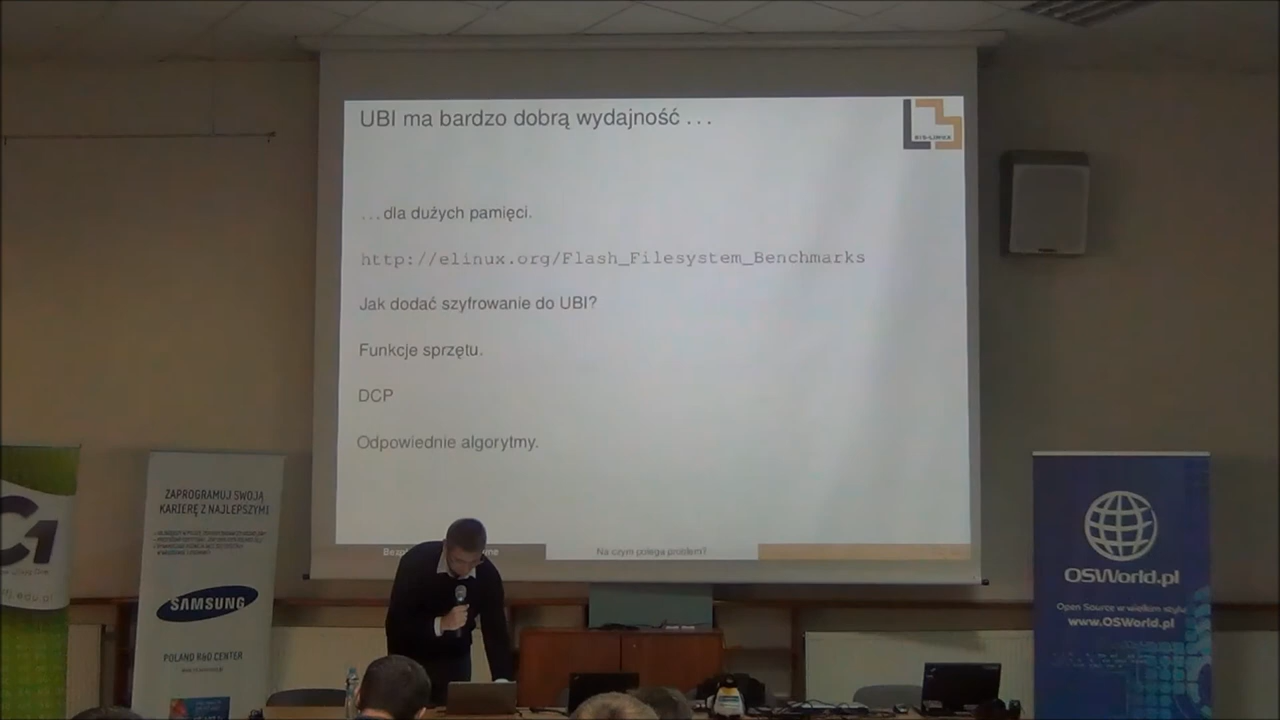 UBI ma bardzo dobrą wydajność ...
BIS-LINUX
...dla dużych pamięci.
http://elinux.org/Flash_Filesystem_Benchmarks
Jak dodać szyfrowanie do UBI?
Funkcje sprzętu.
DCP
Odpowiednie algorytmy.
Na czym polega problem?
ZAPROGRAMUJ SWOJĄ
KARIERĘ Z NAJLEPSZYMI
SAMSUNG
POLAND R&D CENTER
OSWorld.pl
Open Source w wielkim stylu
www.OSWorld.pl